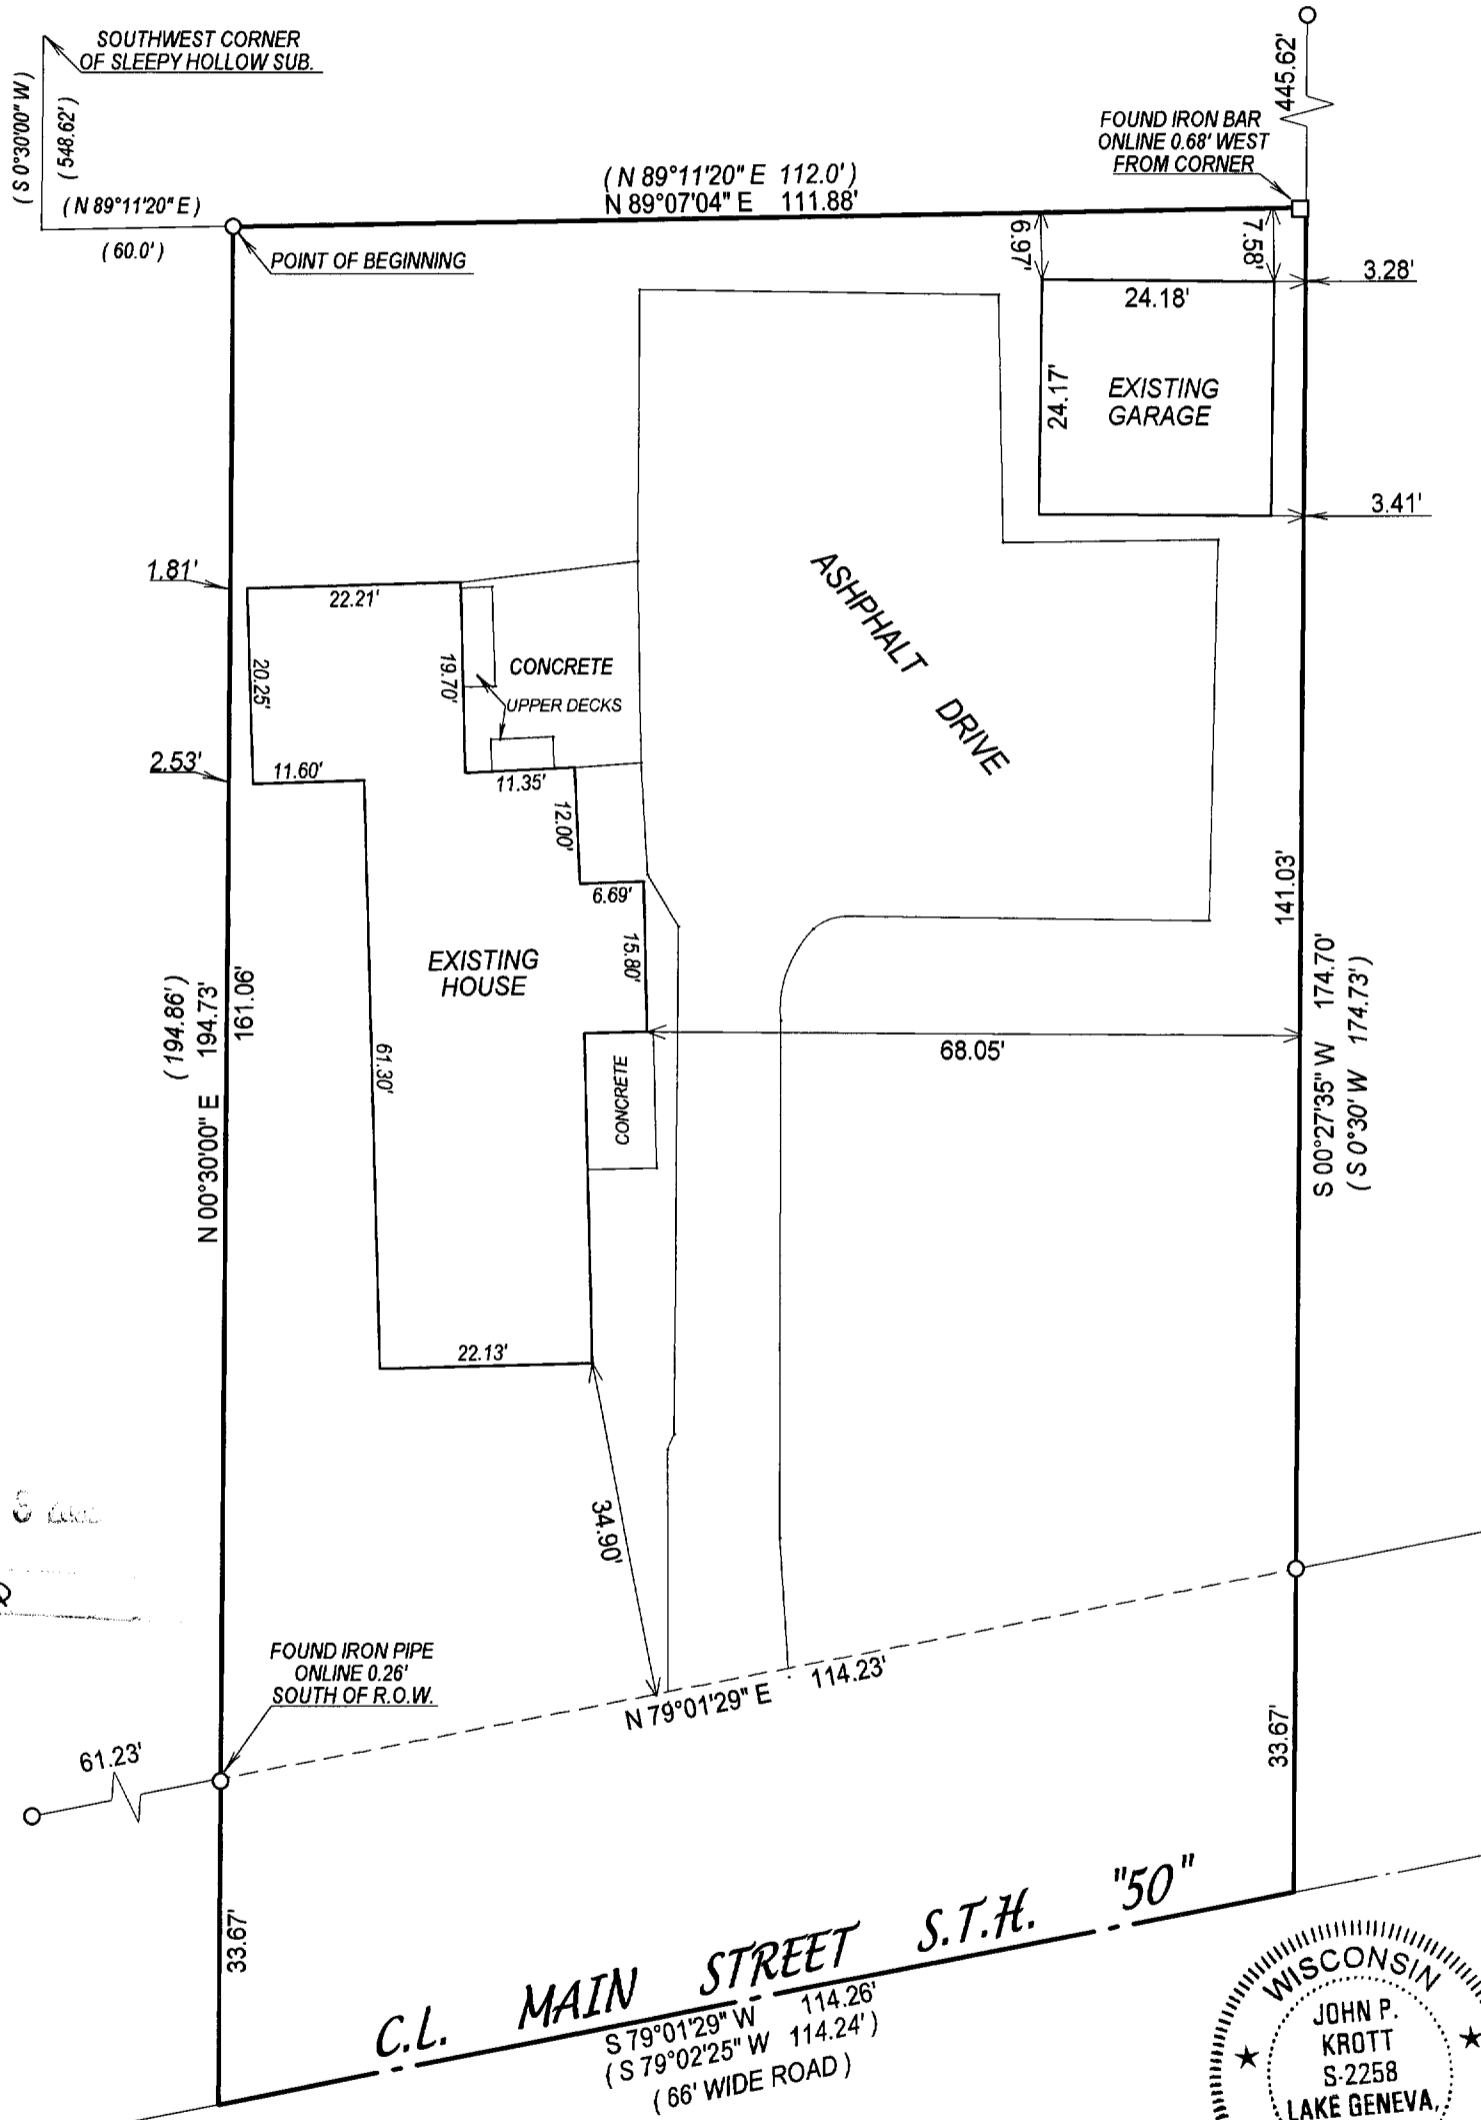 SOUTHWEST CORNER
OF SLEEPY HOLLOW SUB.
( S 0°30'00" W )
( 548.62' )
( N 89°11'20" E )
( 60.0' )
POINT OF BEGINNING
( N 89°11'20" E 112.0' )
N 89°07'04" E 111.88'
445.62'
FOUND IRON BAR
ONLINE 0.68' WEST
FROM CORNER
6.97'
7.58'
3.28'
24.18'
24.17'
EXISTING
GARAGE
3.41'
1.81'
22.21'
20.25'
19.70'
CONCRETE
UPPER DECKS
2.53'
11.60'
11.35'
12.00'
6.69'
15.80'
ASHPHALT DRIVE
EXISTING
HOUSE
141.03'
S 00°27'35" W 174.70'
( S 0°30' W 174.73' )
( 194.86' )
N 00°30'00" E 194.73'
161.06'
61.30'
CONCRETE
68.05'
22.13'
34.90'
FOUND IRON PIPE
ONLINE 0.26'
SOUTH OF R.O.W.
N 79°01'29" E 114.23'
61.23'
33.67'
33.67'
C.L. MAIN STREET S.T.H. "50"
S 79°01'29" W 114.26'
( S 79°02'25" W 114.24' )
( 66' WIDE ROAD )
WISCONSIN
JOHN P.
KROTT
S-2258
LAKE GENEVA,